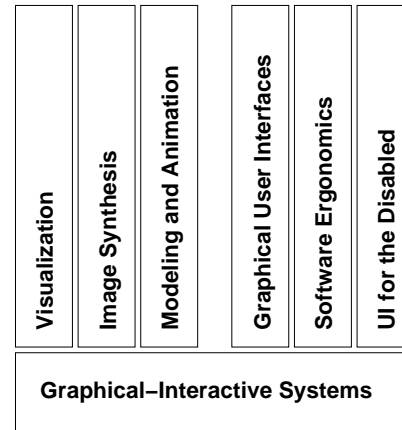 Visualization
Image Synthesis
Modeling and Animation
Graphical User Interfaces
Software Ergonomics
UI for the Disabled
Graphical–Interactive Systems